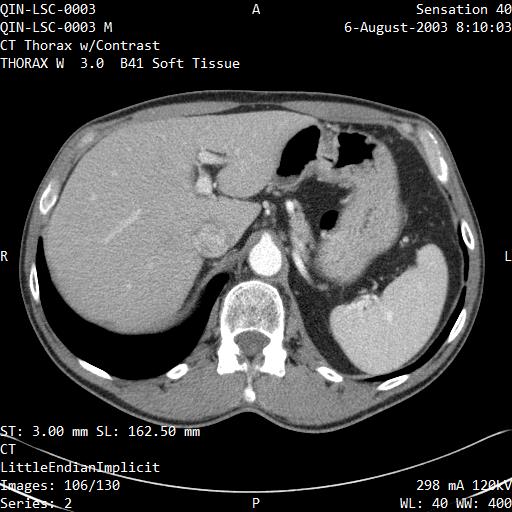 QIN-LSC-0003
A
Sensation 40
QIN-LSC-0003 M
6-August-2003 8:10:03
CT Thorax w/Contrast
THORAX W 3.0 B41 Soft Tissue
R
L
ST: 3.00 mm SL: 162.50 mm
CT
LittleEndianImplicit
Images: 106/130
298 mA 120kV
Series: 2
P
WL: 40 WW: 400